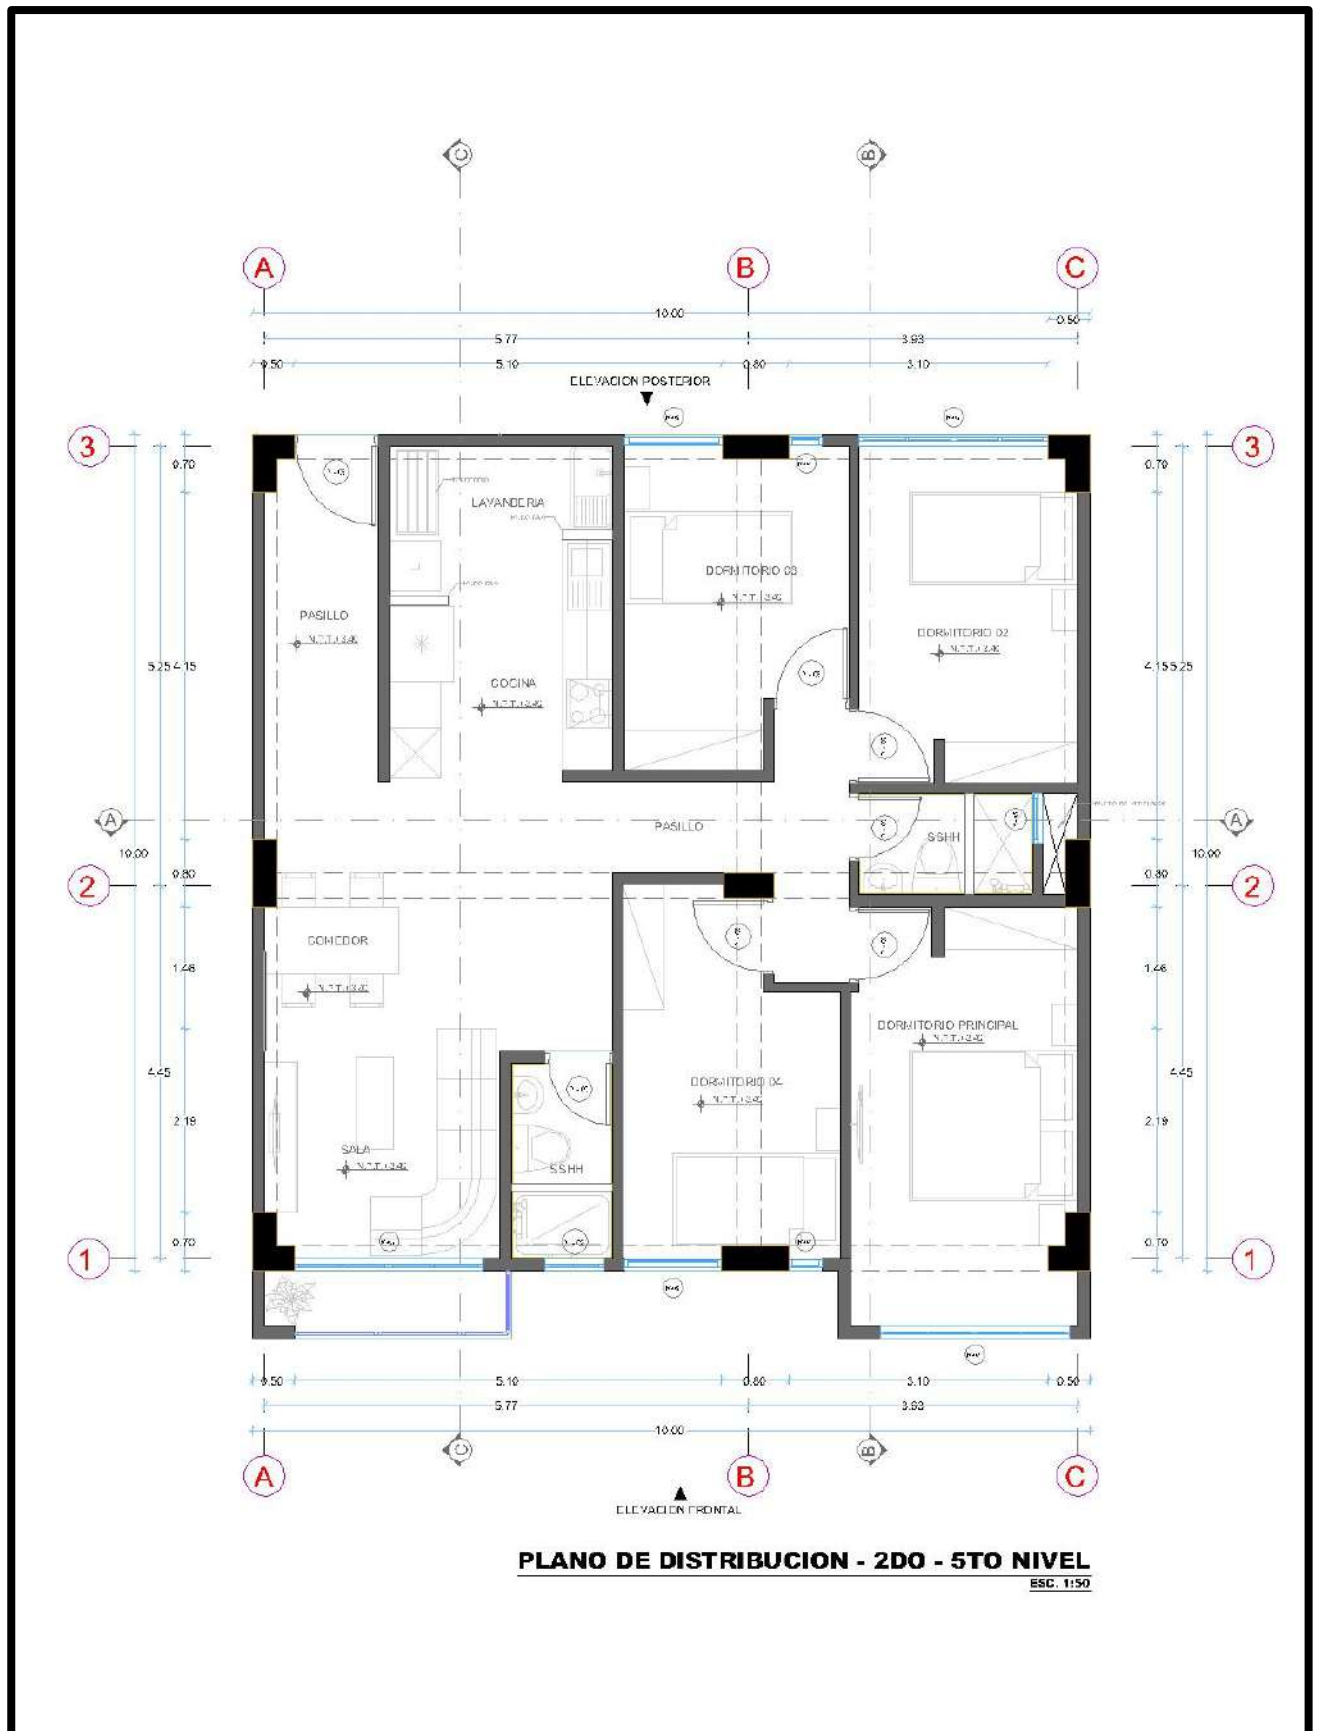 C
B
A
B
C
10.00
0.50
5.77
3.93
0.50
5.10
0.80
3.10
ELEVACION POSTERIOR
3
3
0.70
0.70
LAVANDERIA
DORMITORIO 03
PASILLO
DORMITORIO 02
5.25
4.15
4.15
5.25
COCINA
A
PASILLO
SSHH
A
10.00
10.00
2
0.80
0.80
2
COMEDOR
1.46
1.46
DORMITORIO PRINCIPAL
4.45
DORMITORIO 04
4.45
2.19
2.19
SALA
SSHH
0.70
0.70
1
1
0.50
5.10
0.80
3.10
0.50
5.77
3.93
10.00
C
B
A
B
C
ELEVACION FRONTAL
PLANO DE DISTRIBUCION - 2DO - 5TO NIVEL
ESC. 1:50